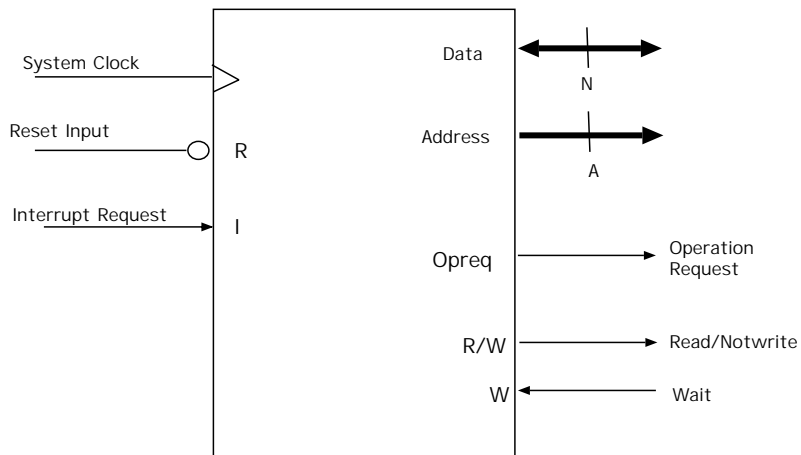 System Clock
Reset Input
R
Interrupt Request
I
Data
N
Address
A
Opreq
Operation
Request
R/W
Read/Notwrite
W
Wait